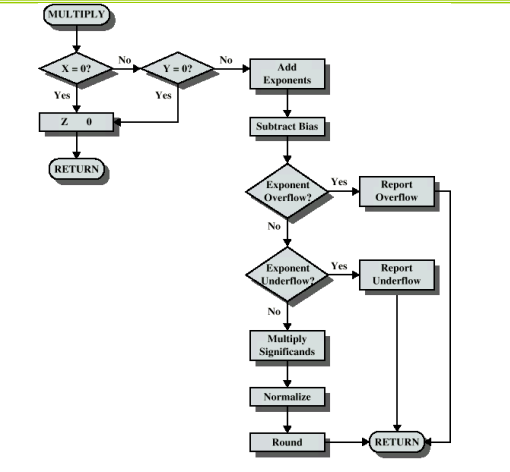 MULTIPLY
X = 0?
No
Y = 0?
No
Add
Exponents
Yes
Yes
Z 0
Subtract Bias
RETURN
Exponent
Overflow?
Yes
Report
Overflow
No
Exponent
Underflow?
Yes
Report
Underflow
No
Multiply
Significands
Normalize
Round
RETURN